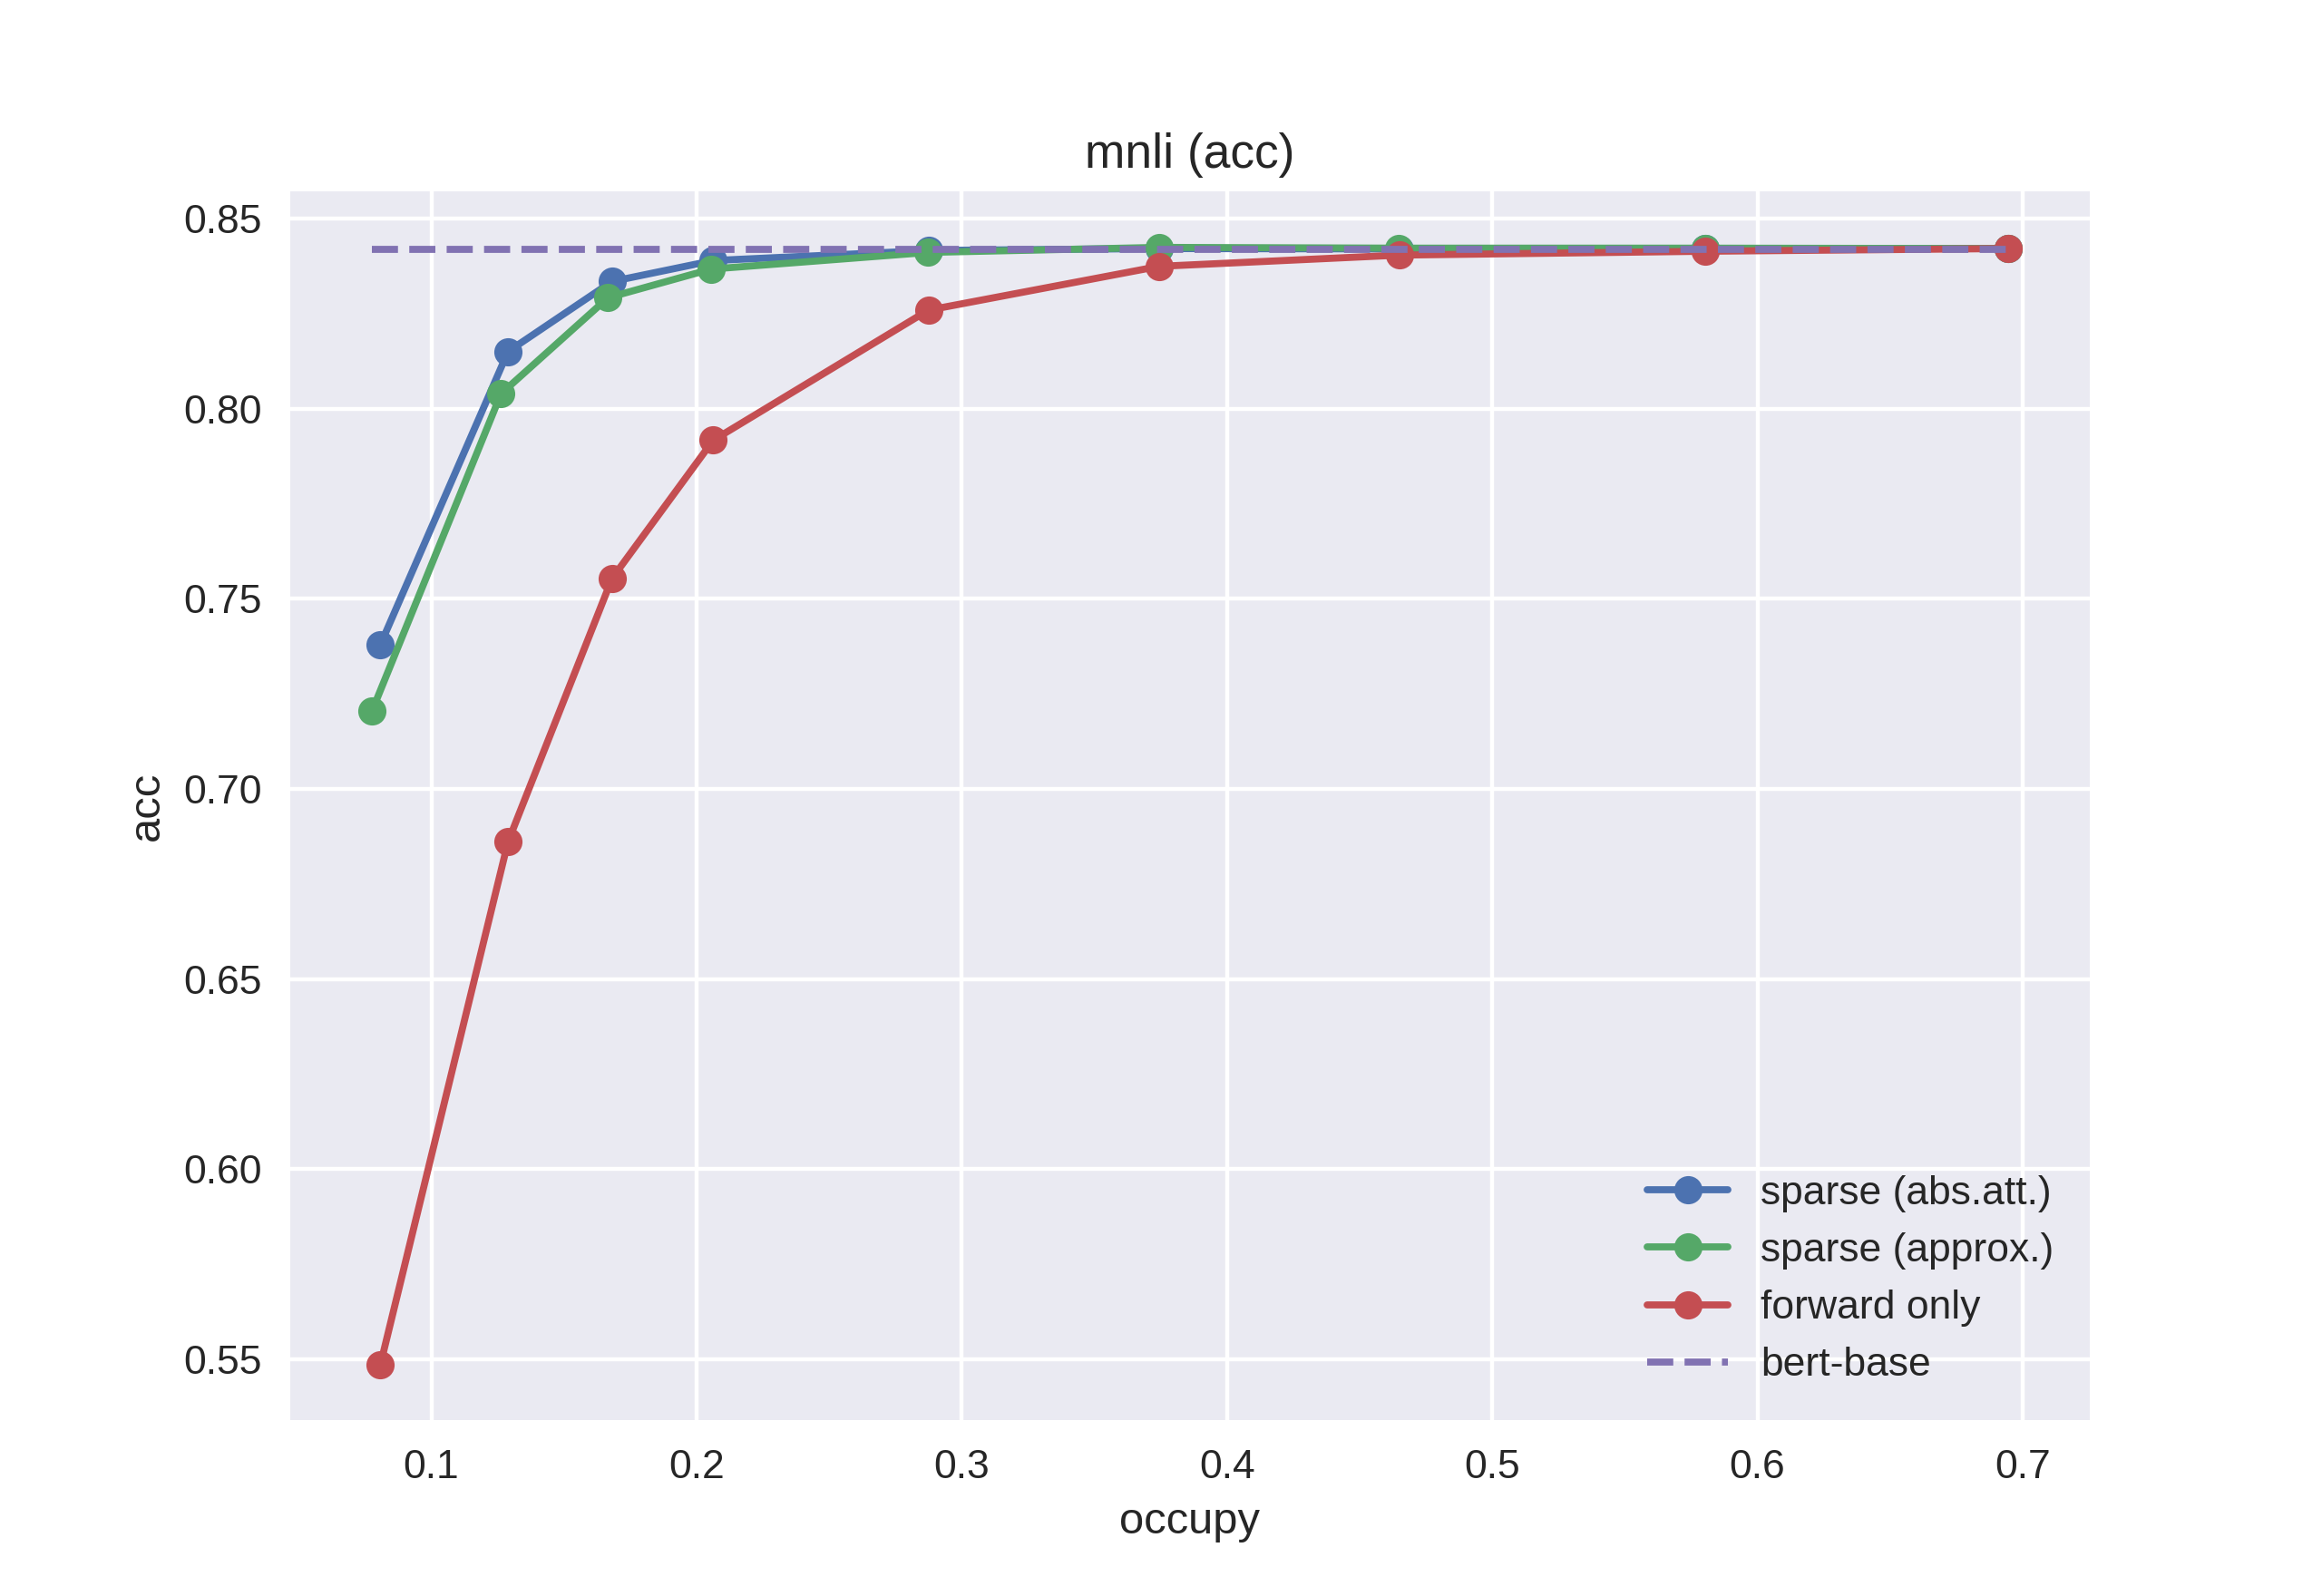 mnli (acc)
0.85
0.80
0.75
0.70
0.65
0.60
0.55
acc
0.1 0.2 0.3 0.4 0.5 0.6 0.7
occupy
sparse (abs.att.)
sparse (approx.)
forward only
bert-base